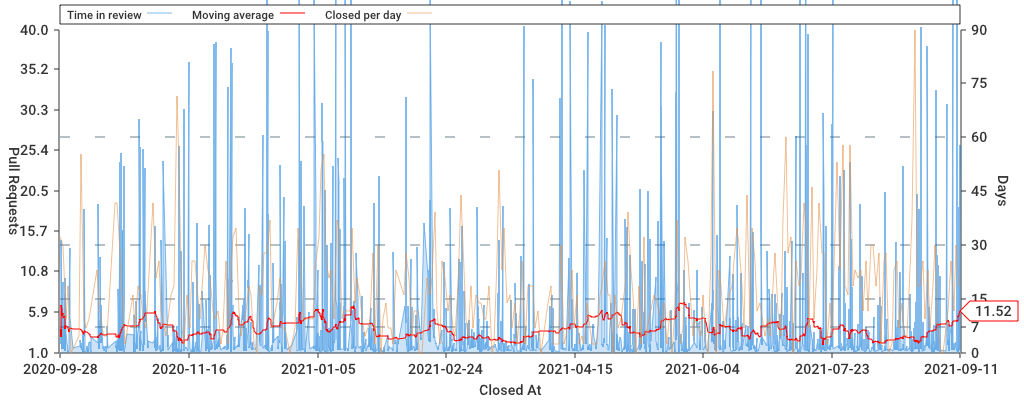 Time in review Moving average Closed per day
40.0 90
35.2 75
30.3
25.4 60
20.5 45
15.7 30
10.8 15
5.9 11.52
7
1.0 0
Pull Requests
Days
2020-09-28 2020-11-16 2021-01-05 2021-02-24 2021-04-15 2021-06-04 2021-07-23 2021-09-11
Closed At